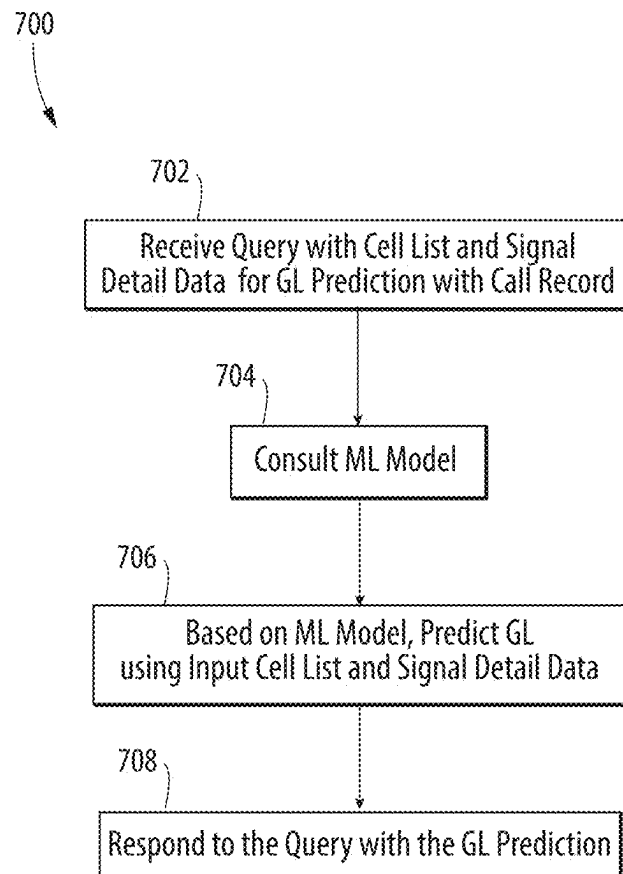 700
702
Receive Query with Cell List and Signal
Detail Data for GL Prediction with Call Record
704
Consult ML Model
706
Based on ML Model, Predict GL
using Input Cell List and Signal Detail Data
708
Respond to the Query with the GL Prediction